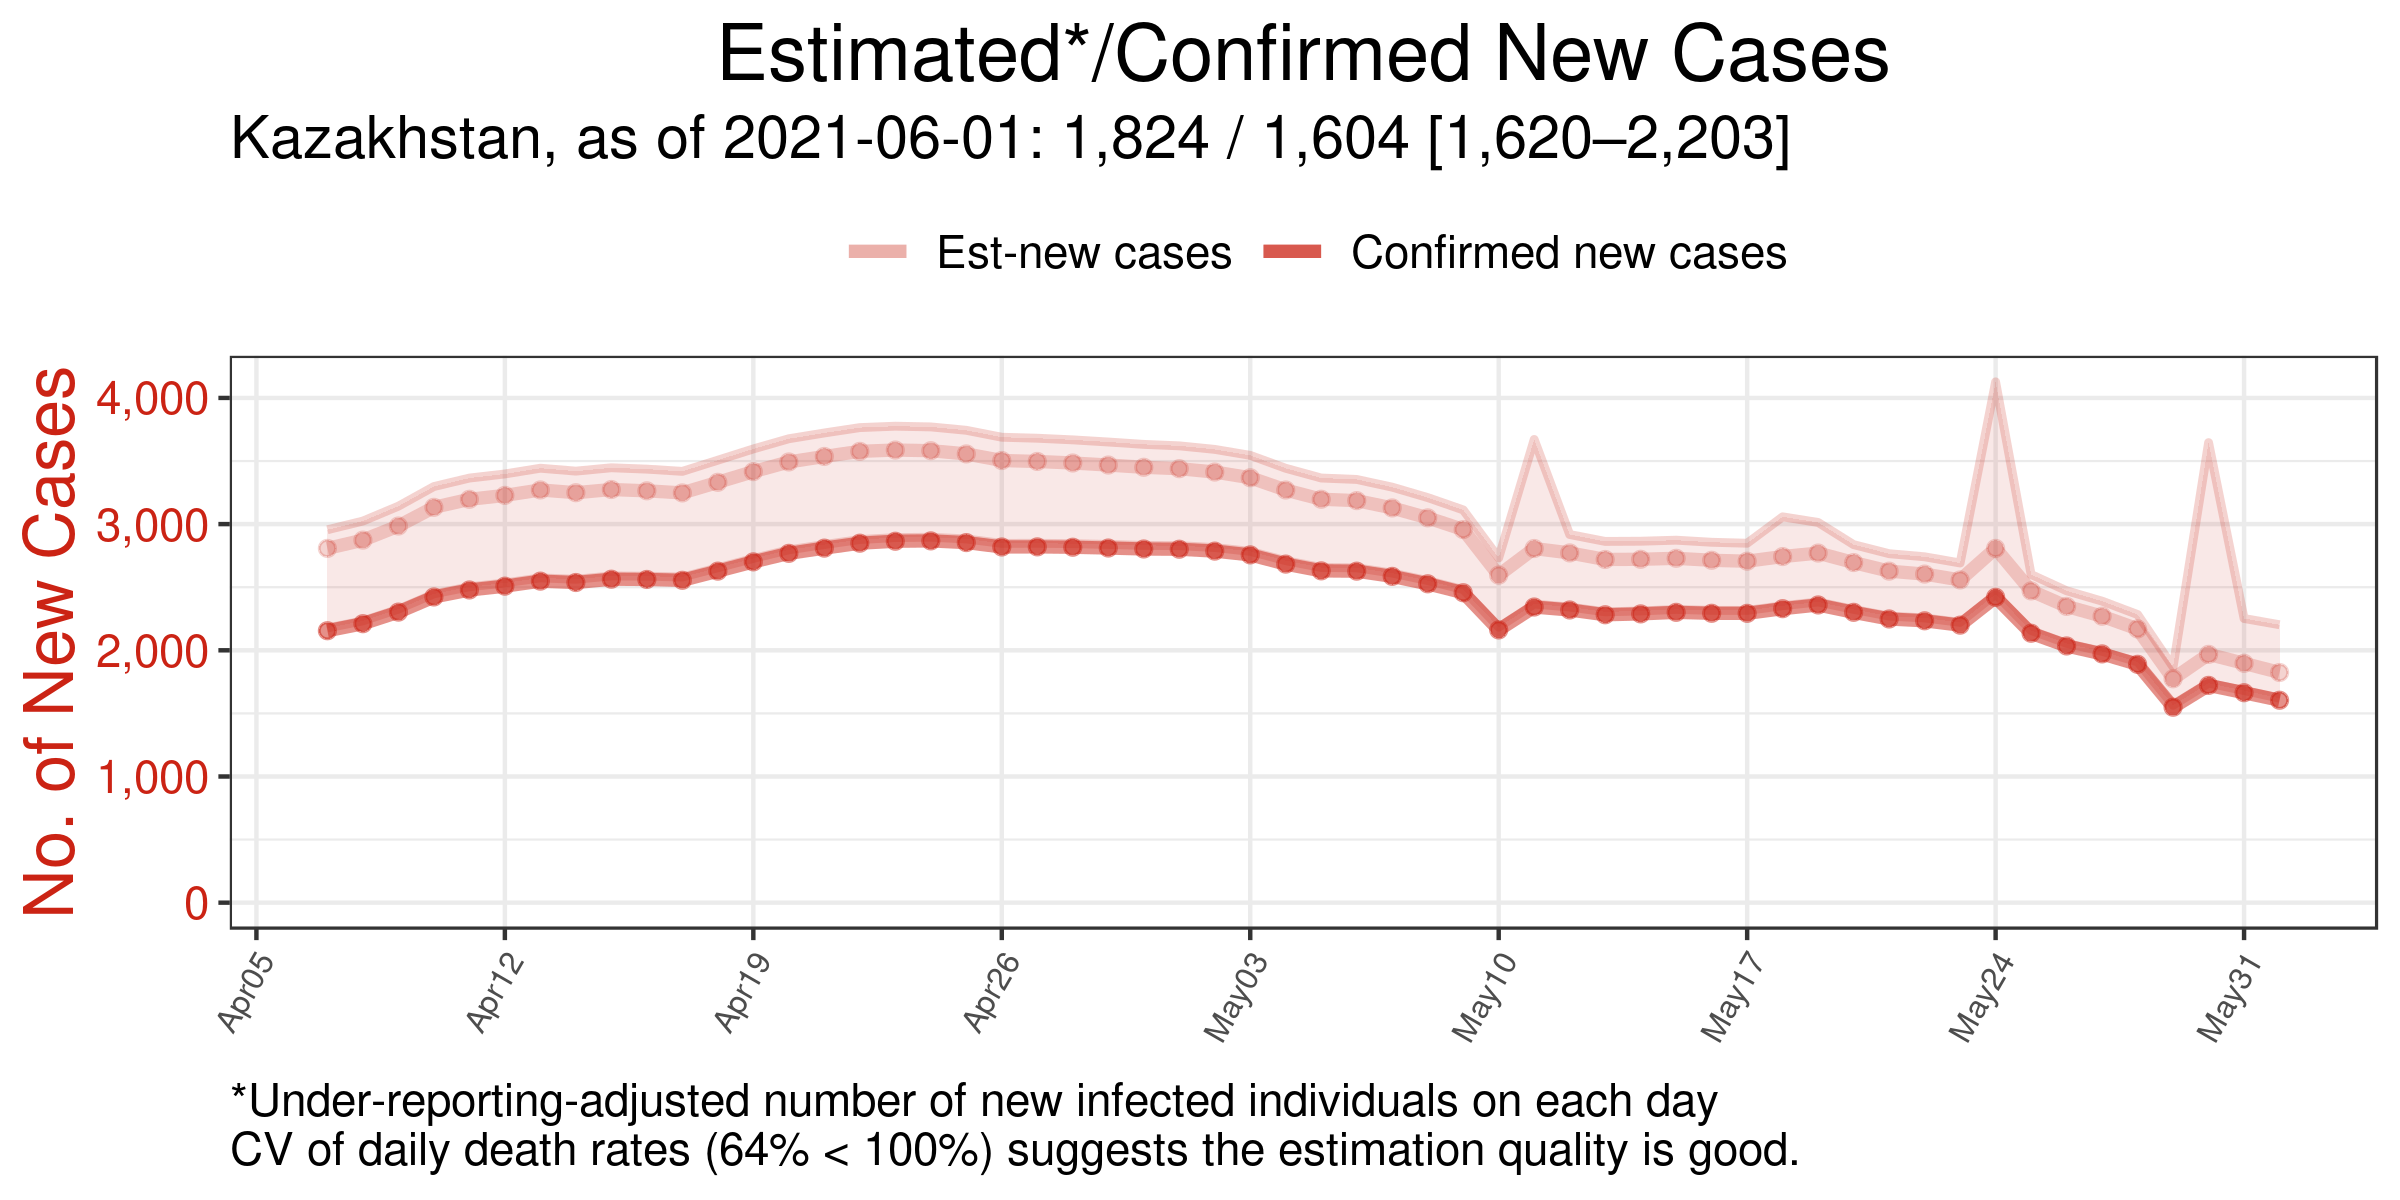 Estimated*/Confirmed New Cases
Kazakhstan, as of 2021-06-01: 1,824 / 1,604 [1,620–2,203]
Est-new cases
Confirmed new cases
No. of New Cases
4,000
3,000
2,000
1,000
0
Apr05
Apr12
Apr19
Apr26
May03
May10
May17
May24
May31
*Under-reporting-adjusted number of new infected individuals on each day
CV of daily death rates (64% < 100%) suggests the estimation quality is good.